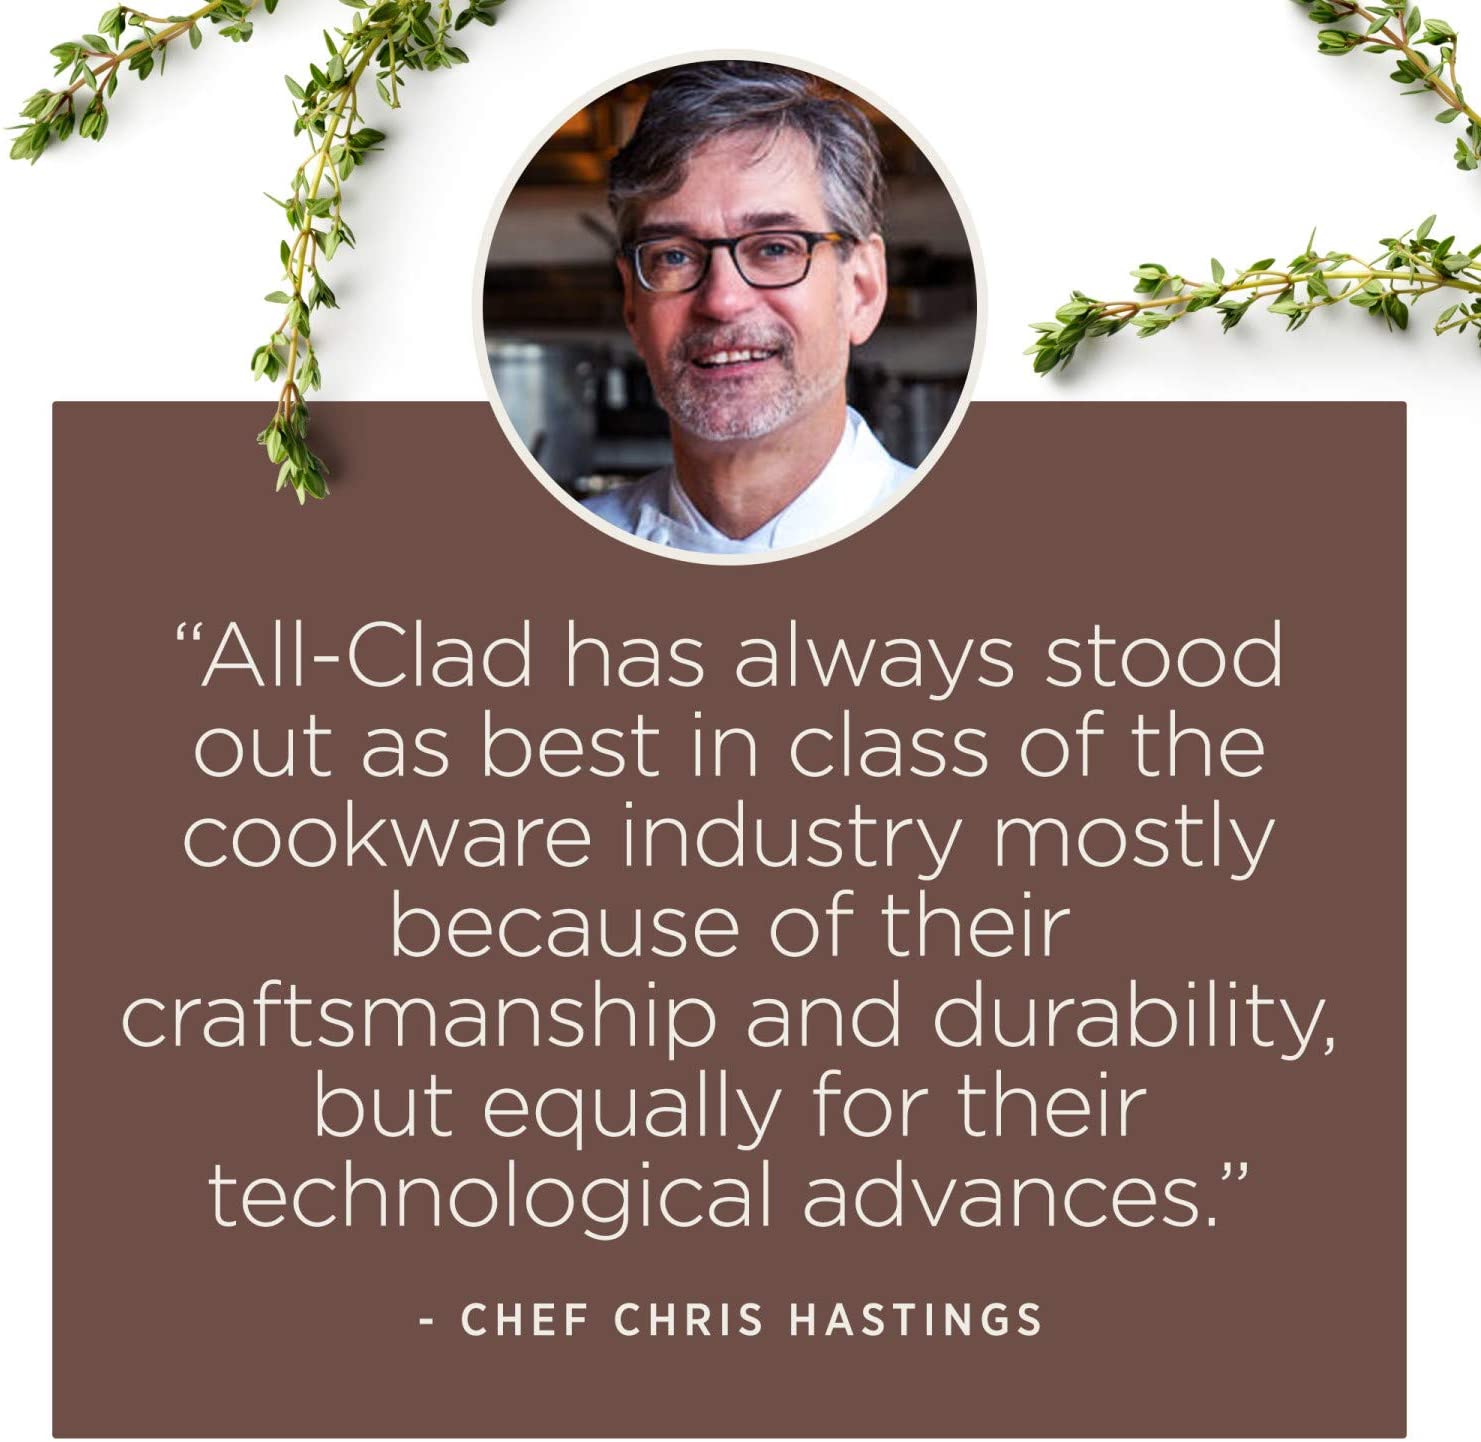 “All-Clad has always stood
out as best in class of the
cookware industry mostly
because of their
craftsmanship and durability,
but equally for their
technological advances.”
- CHEF CHRIS HASTINGS